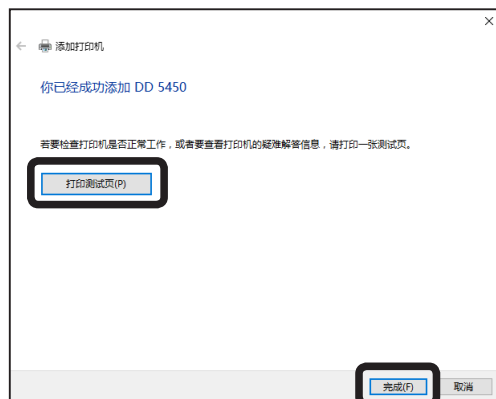 添加打印机
你已经成功添加 DD 5450
若要检查打印机是否正常工作，或者要查看打印机的疑难解答信息，请打印一张测试页。
打印测试页(P)
完成(F)
取消